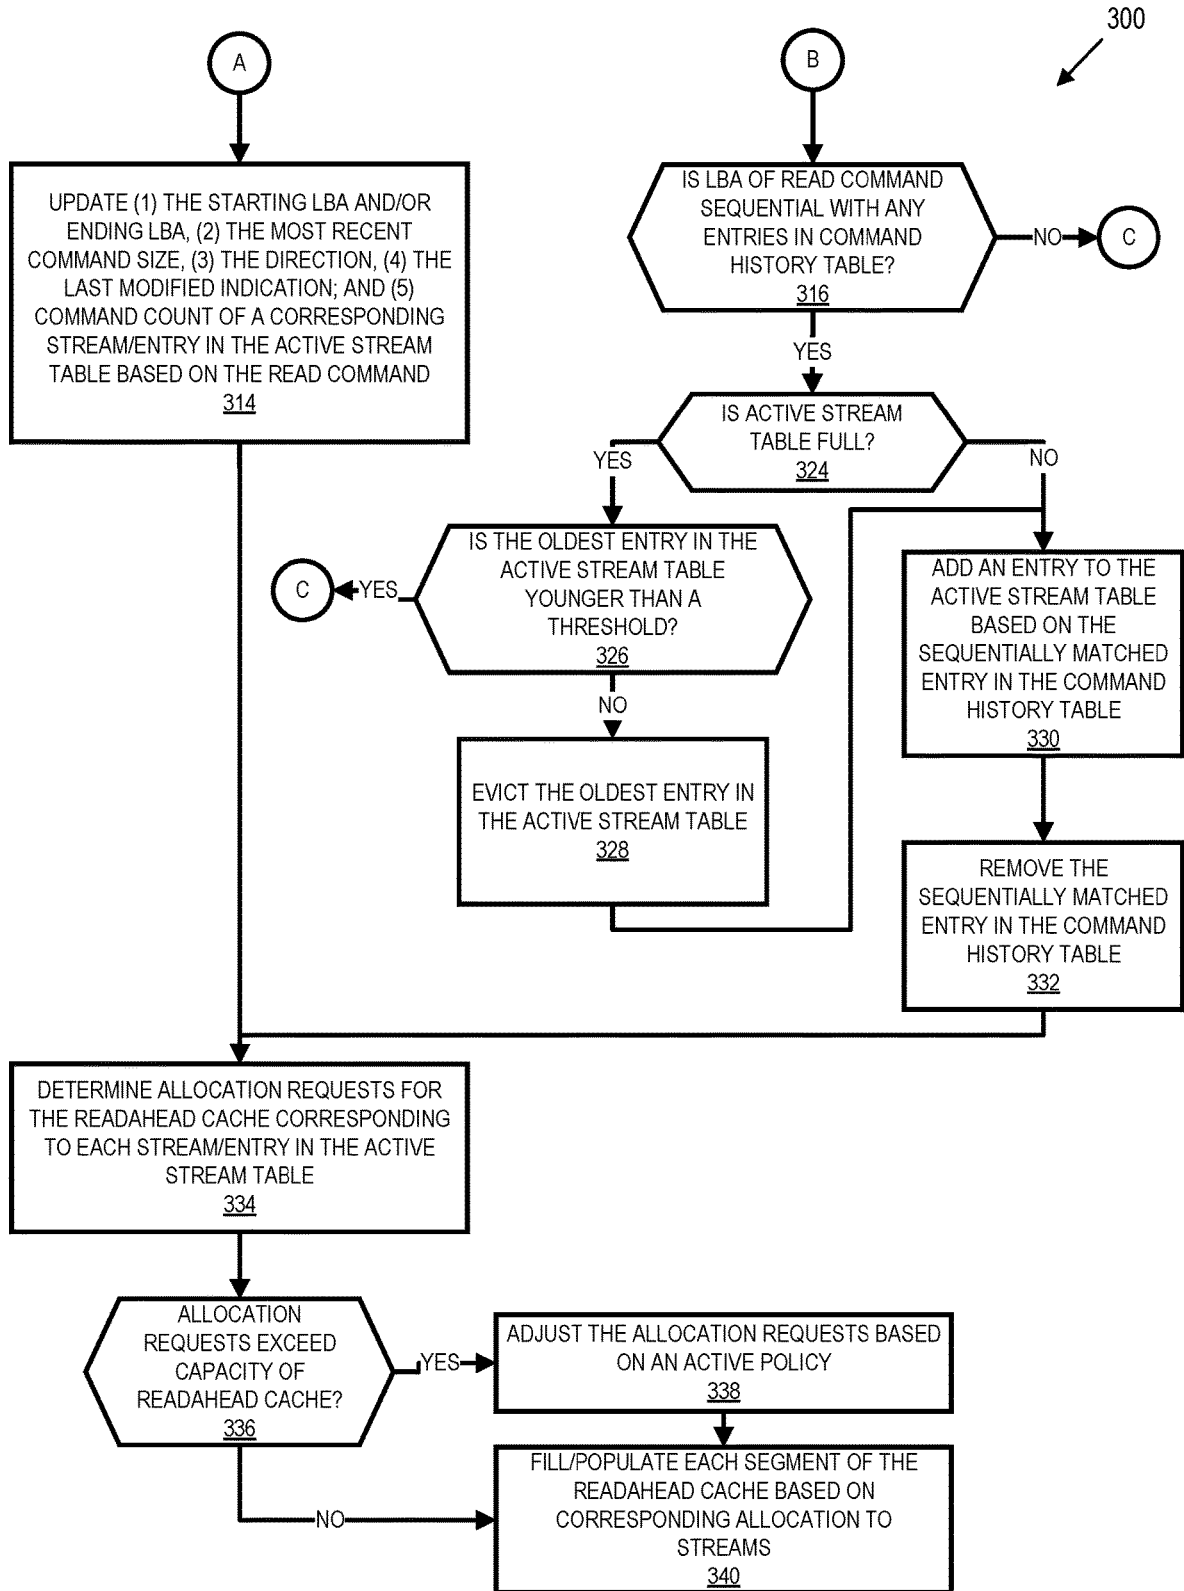 300
A
B
UPDATE (1) THE STARTING LBA AND/OR
ENDING LBA, (2) THE MOST RECENT
COMMAND SIZE, (3) THE DIRECTION, (4) THE
LAST MODIFIED INDICATION; AND (5)
COMMAND COUNT OF A CORRESPONDING
STREAM/ENTRY IN THE ACTIVE STREAM
TABLE BASED ON THE READ COMMAND
314
IS LBA OF READ COMMAND
SEQUENTIAL WITH ANY
ENTRIES IN COMMAND
HISTORY TABLE?
316
NO
C
YES
IS ACTIVE STREAM
TABLE FULL?
324
YES
NO
IS THE OLDEST ENTRY IN THE
ACTIVE STREAM TABLE
YOUNGER THAN A
THRESHOLD?
326
YES
C
NO
EVICT THE OLDEST ENTRY IN
THE ACTIVE STREAM TABLE
328
ADD AN ENTRY TO THE
ACTIVE STREAM TABLE
BASED ON THE
SEQUENTIALLY MATCHED
ENTRY IN THE COMMAND
HISTORY TABLE
330
REMOVE THE
SEQUENTIALLY MATCHED
ENTRY IN THE COMMAND
HISTORY TABLE
332
DETERMINE ALLOCATION REQUESTS FOR
THE READAHEAD CACHE CORRESPONDING
TO EACH STREAM/ENTRY IN THE ACTIVE
STREAM TABLE
334
ALLOCATION
REQUESTS EXCEED
CAPACITY OF
READAHEAD CACHE?
336
YES
ADJUST THE ALLOCATION REQUESTS BASED
ON AN ACTIVE POLICY
338
NO
FILL/POPULATE EACH SEGMENT OF THE
READAHEAD CACHE BASED ON
CORRESPONDING ALLOCATION TO
STREAMS
340